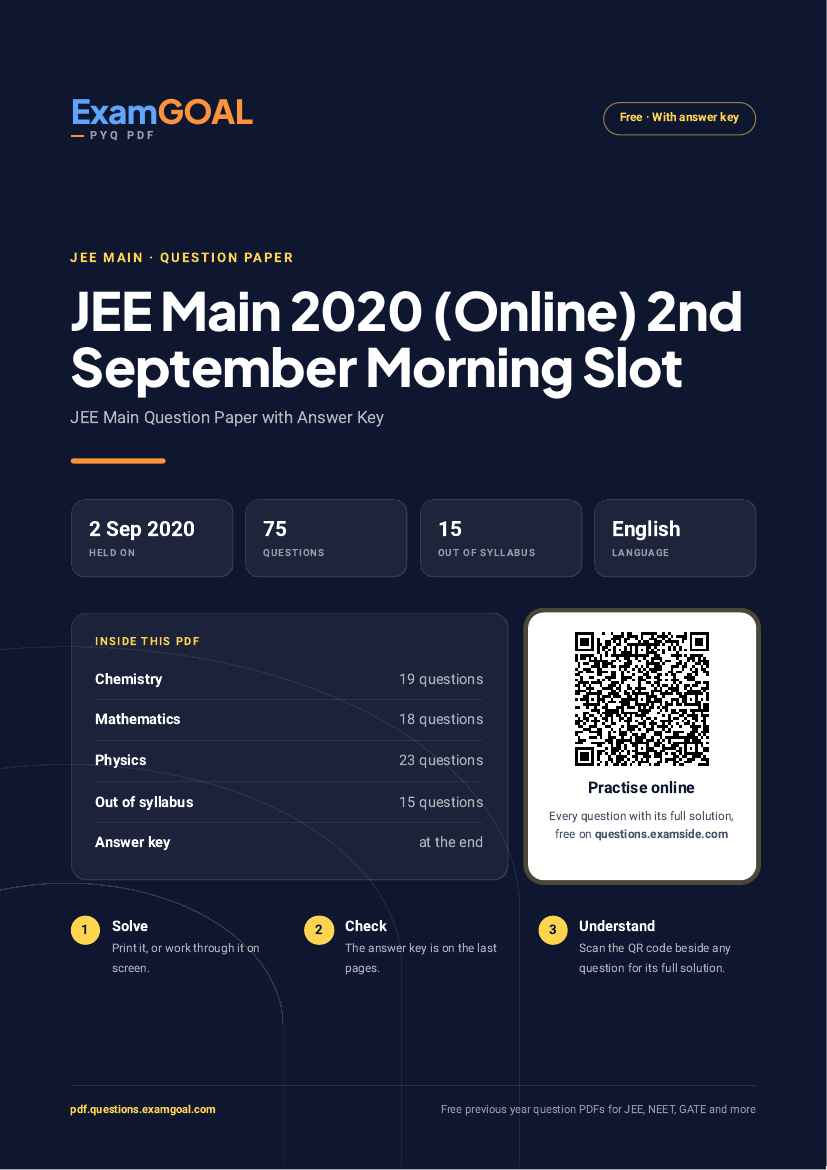 ExamGOAL
PYQ PDF
Free · With answer key
JEE MAIN · QUESTION PAPER
JEE Main 2020 (Online) 2nd
September Morning Slot
JEE Main Question Paper with Answer Key
2 Sep 2020
HELD ON
75
QUESTIONS
15
OUT OF SYLLABUS
English
LANGUAGE
INSIDE THIS PDF
Chemistry 19 questions
Mathematics 18 questions
Physics 23 questions
Out of syllabus 15 questions
Answer key at the end
Practise online
Every question with its full solution,
free on questions.examside.com
1 Solve
Print it, or work through it on
screen.
2 Check
The answer key is on the last
pages.
3 Understand
Scan the QR code beside any
question for its full solution.
pdf.questions.examgoal.com
Free previous year question PDFs for JEE, NEET, GATE and more